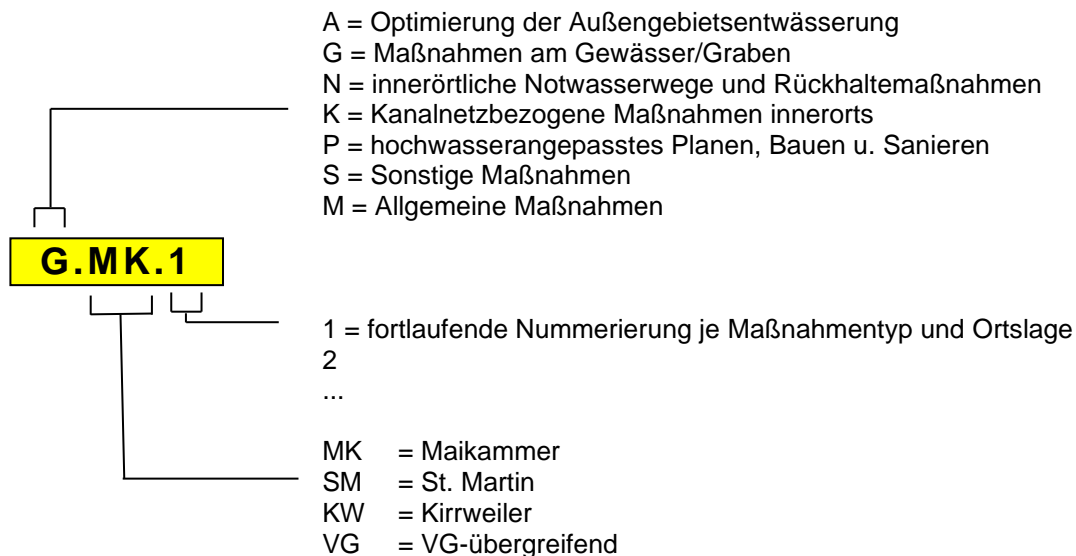 A = Optimierung der Außengebietsentwässerung
G = Maßnahmen am Gewässer/Graben
N = innerörtliche Notwasserwege und Rückhaltemaßnahmen
K = Kanalnetzbezogene Maßnahmen innerorts
P = hochwasserangepasstes Planen, Bauen u. Sanieren
S = Sonstige Maßnahmen
M = Allgemeine Maßnahmen
G.MK.1
1 = fortlaufende Nummerierung je Maßnahmentyp und Ortslage
2
...
MK = Maikammer
SM = St. Martin
KW = Kirrweiler
VG = VG-übergreifend